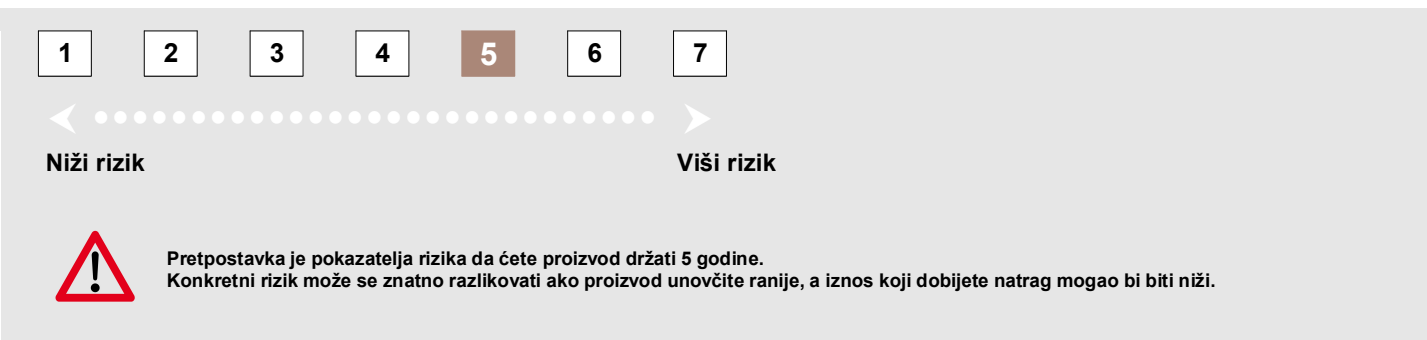 1 2 3 4 5 6 7
Niži rizik Viši rizik
Pretpostavka je pokazatelja rizika da ćete proizvod držati 5 godine.
Konkretni rizik može se znatno razlikovati ako proizvod unovčite ranije, a iznos koji dobijete natrag mogao bi biti niži.